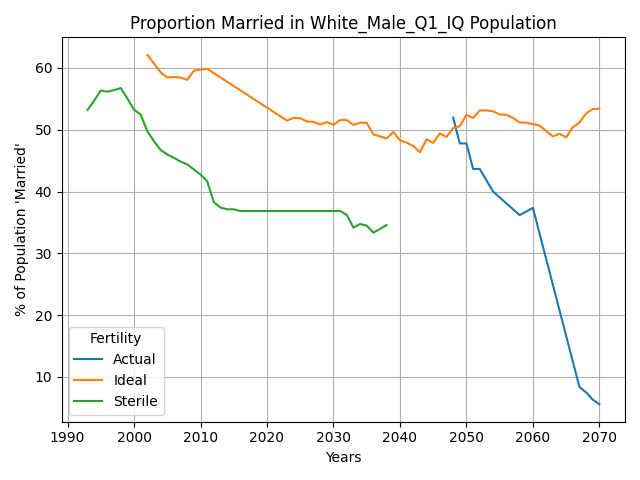 Proportion Married in White_Male_Q1_IQ Population
% of Population 'Married'
60
50
40
30
20
10
Fertility
Actual
Ideal
Sterile
1990 2000 2010 2020 2030 2040 2050 2060 2070
Years